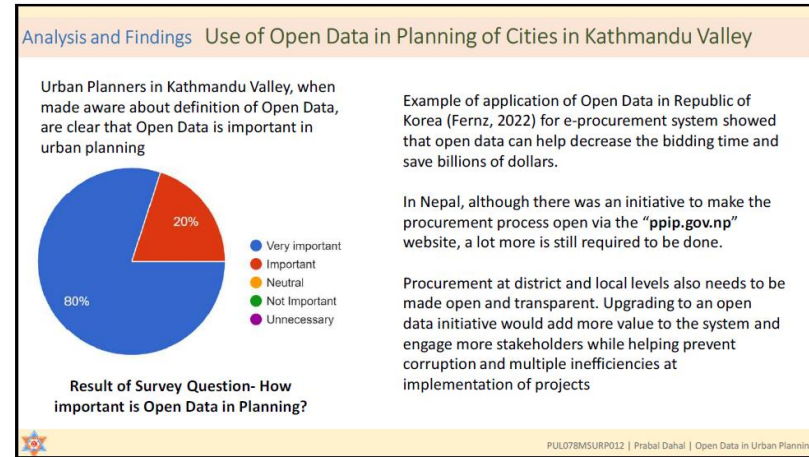 Analysis and Findings Use of Open Data in Planning of Cities in Kathmandu Valley
Urban Planners in Kathmandu Valley, when
made aware about definition of Open Data,
are clear that Open Data is important in
urban planning
20%
80%
Very important
Important
Neutral
Not Important
Unnecessary
Result of Survey Question- How
important is Open Data in Planning?
Example of application of Open Data in Republic of
Korea (Fernz, 2022) for e-procurement system showed
that open data can help decrease the bidding time and
save billions of dollars.
In Nepal, although there was an initiative to make the
procurement process open via the “ppip.gov.np”
website, a lot more is still required to be done.
Procurement at district and local levels also needs to be
made open and transparent. Upgrading to an open
data initiative would add more value to the system and
engage more stakeholders while helping prevent
corruption and multiple inefficiencies at
implementation of projects
PUL078MSURP012 | Prabal Dahal | Open Data in Urban Plannin